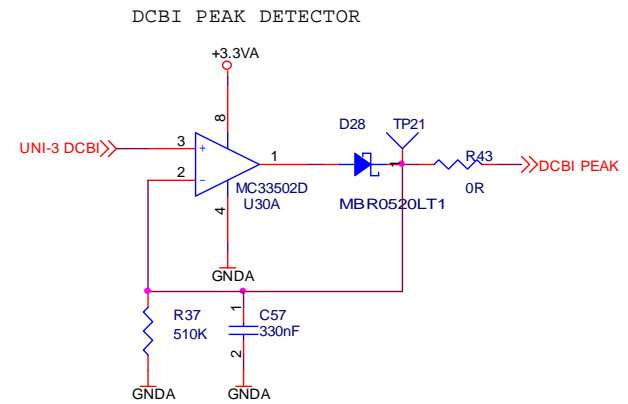 DCBI PEAK DETECTOR
+3.3VA
8
D28
TP21
UNI-3 DCBI
3
+
1
1
R43
DCBI PEAK
2
-
MC33502D
U30A
0R
MBR0520LT1
4
GNDA
R37
510K
1
C57
330nF
2
GNDA
GNDA